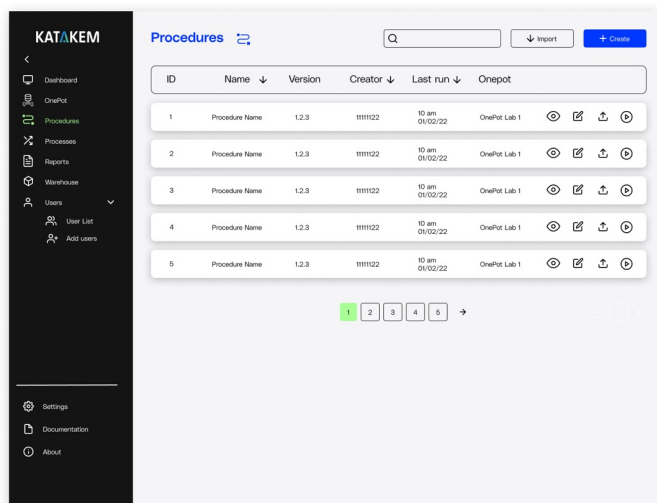 KATΛKEM
Dashboard
OnePot
Procedures
Processes
Reports
Warehouse
Users
User List
Add users
Settings
Documentation
About
Procedures
Import
+ Create
ID Name Version Creator Last run Onepot
1 Procedure Name 1.2.3 11111122 10 am 01/02/22 OnePot Lab 1
2 Procedure Name 1.2.3 11111122 10 am 01/02/22 OnePot Lab 1
3 Procedure Name 1.2.3 11111122 10 am 01/02/22 OnePot Lab 1
4 Procedure Name 1.2.3 11111122 10 am 01/02/22 OnePot Lab 1
5 Procedure Name 1.2.3 11111122 10 am 01/02/22 OnePot Lab 1
1 2 3 4 5